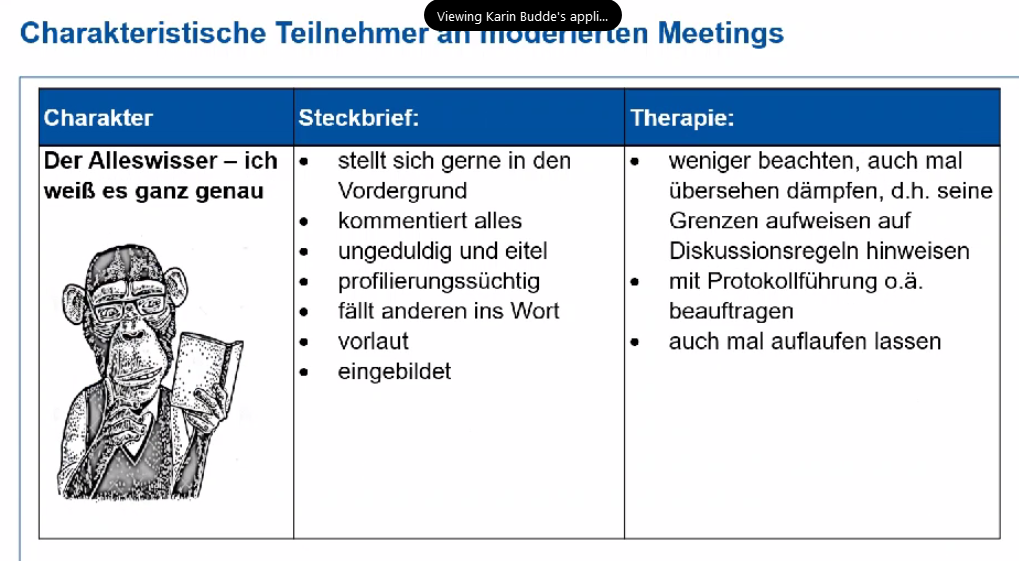 Viewing Karin Budde's appli...
Charakteristische Teilnehmer an moderierten Meetings
Charakter
Steckbrief:
Therapie:
Der Alleswisser – ich
weiß es ganz genau
• stellt sich gerne in den
Vordergrund
• kommentiert alles
• ungeduldig und eitel
• profilierungssüchtig
• fällt anderen ins Wort
• vorlaut
• eingebildet
• weniger beachten, auch mal
übersehen dämpfen, d.h. seine
Grenzen aufweisen auf
Diskussionsregeln hinweisen
• mit Protokollführung o.ä.
beauftragen
• auch mal auflaufen lassen